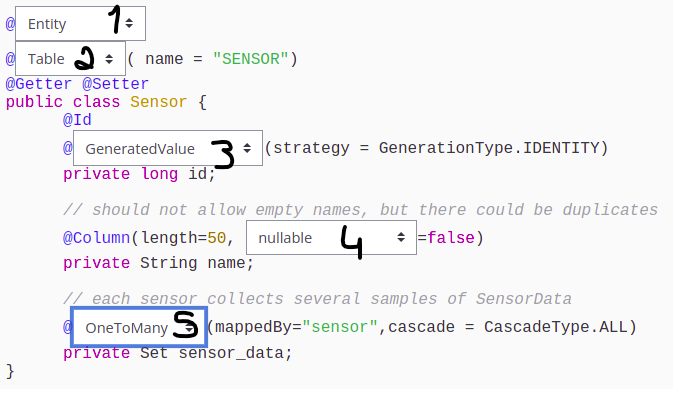 @Entity 1
@Table 2 ( name = "SENSOR")
@Getter @Setter
public class Sensor {
@Id
@GeneratedValue 3 (strategy = GenerationType.IDENTITY)
private long id;
// should not allow empty names, but there could be duplicates
@Column(length=50, nullable 4 =false)
private String name;
// each sensor collects several samples of SensorData
@OneToMany 5 (mappedBy="sensor",cascade = CascadeType.ALL)
private Set sensor_data;
}